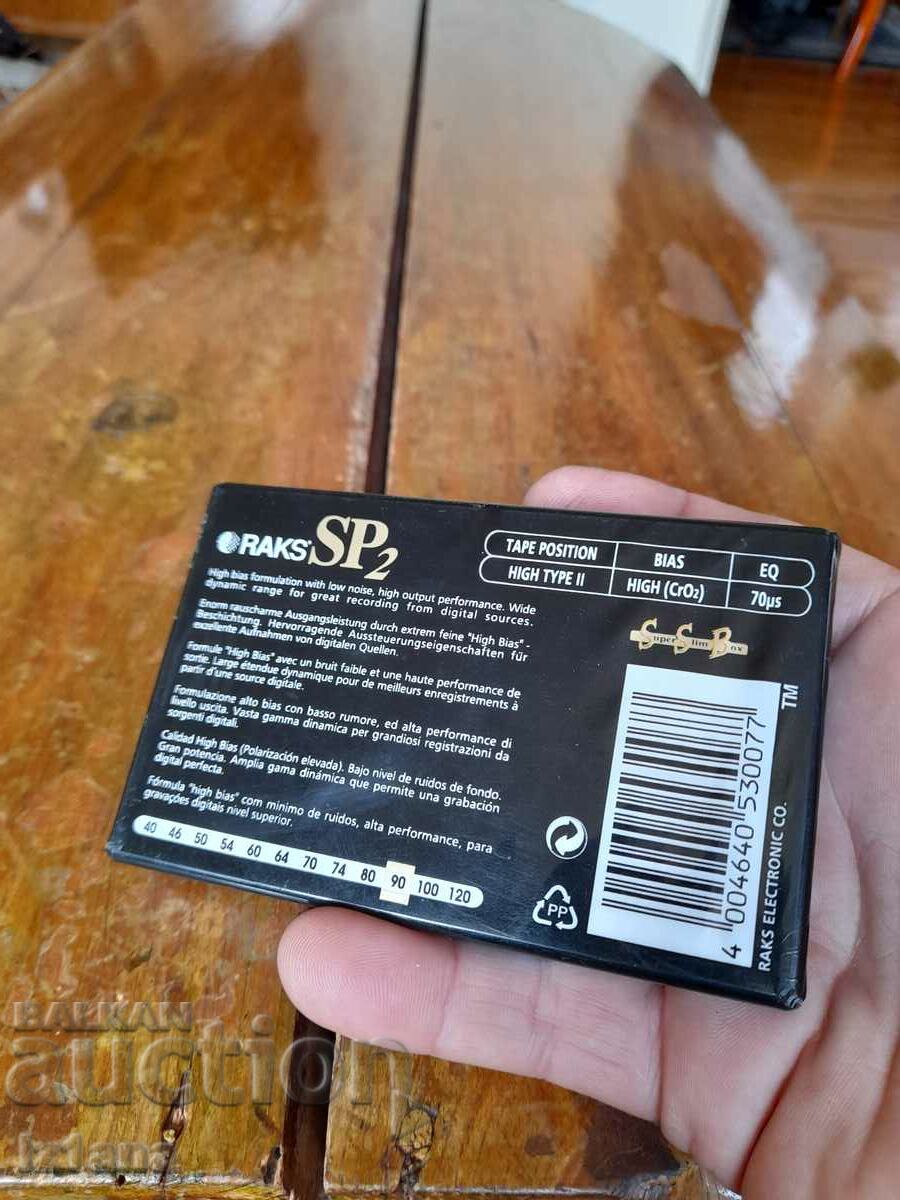 RAKS SP2
High bias formulation with low noise, high output performance. Wide
dynamic range for great recording from digital sources.
Enorm rauscharme Ausgangsleistung durch extrem feine "High Bias" -
Beschichtung. Hervorragende Aussteuerungseigenschaften für
excellente Aufnahmen von digitalen Quellen.
Formule "High Bias" avec un bruit faible et une haute performance de
sortie. Large étendue dynamique pour de meilleurs enregistrements à
partir d'une source digitale.
Formulazione alto bias con basso rumore, ed alta performance di
livello uscita. Vasta gamma dinamica per grandiosi registrazioni da
sorgenti digitali.
Calidad High Bias (Polarización elevada). Bajo nivel de ruidos de fondo.
Gran potencia. Amplia gama dinámica que permite una grabación
digital perfecta.
Fórmula "high bias" com minimo de ruidos, alta performance, para
gravações digitais nivel superior.
40 46 50 54 60 64 70 74 80 90 100 120
TAPE POSITION BIAS EQ
HIGH TYPE II HIGH (CrO2) 70µs
Super Slim Box
PP
4 004640 530077
RAKS ELECTRONIC CO. TM
BALKAN
auction
iz1ana